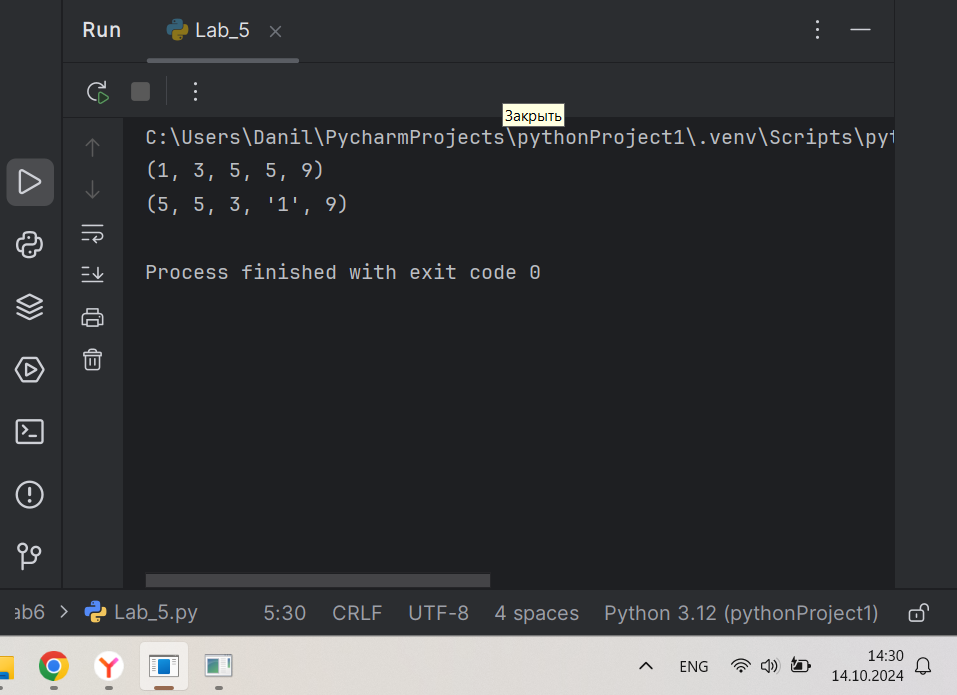 Run Lab_5
Закрыть
C:\Users\Danil\PycharmProjects\pythonProject1\.venv\Scripts\pyt
(1, 3, 5, 5, 9)
(5, 5, 3, '1', 9)
Process finished with exit code 0
ab6 > Lab_5.py 5:30 CRLF UTF-8 4 spaces Python 3.12 (pythonProject1)
ENG 14:30
14.10.2024